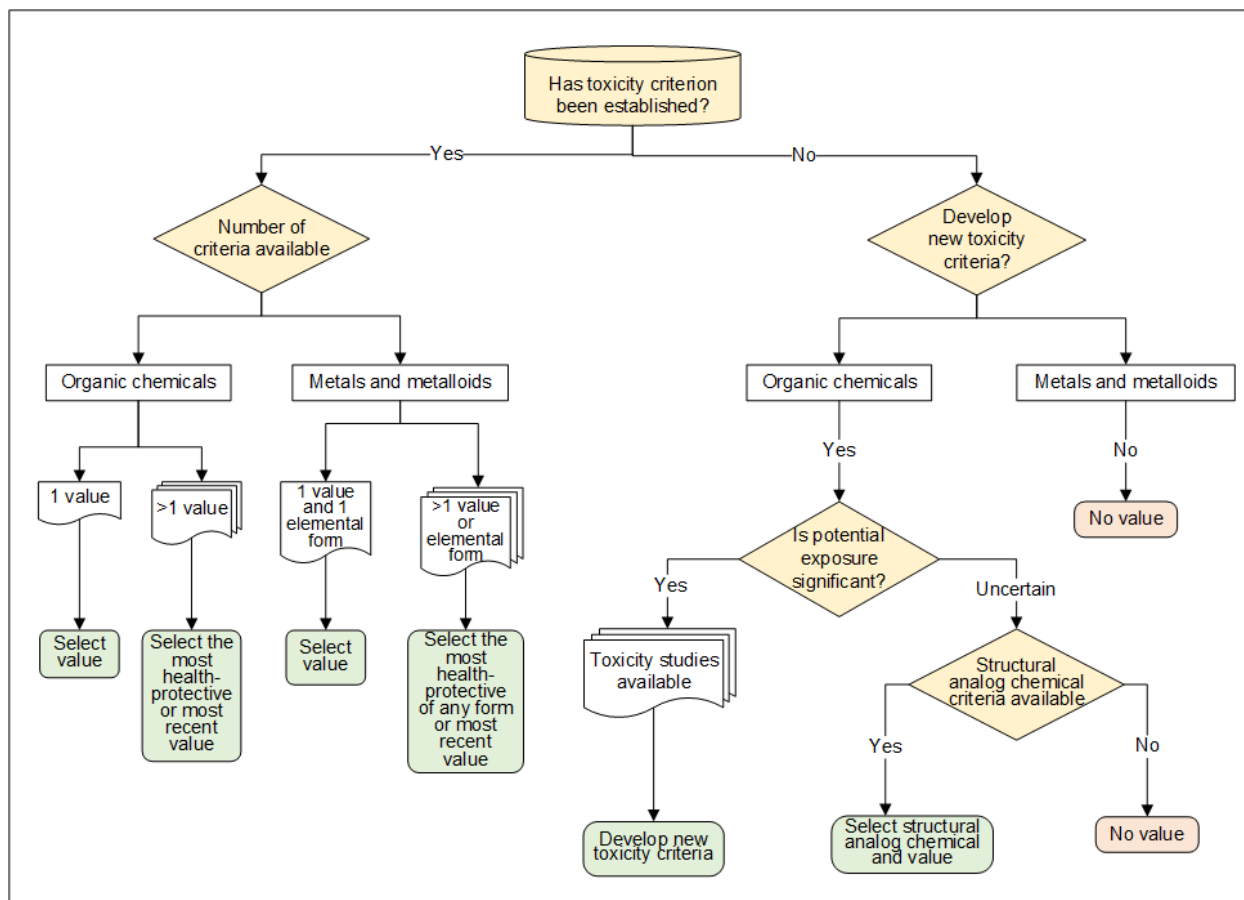 Has toxicity criterion
been established?
Yes
No
Number of
criteria available
Develop
new toxicity
criteria?
Organic chemicals
Metals and metalloids
Organic chemicals
Metals and metalloids
Yes
No
1 value
>1 value
1 value
and 1
elemental
form
>1 value
or
elemental
form
No value
Is potential
exposure
significant?
Yes
Uncertain
Select
value
Select the
most
health-
protective
or most
recent
value
Select
value
Select the
most
health-
protective
of any form
or most
recent
value
Toxicity studies
available
Structural
analog chemical
criteria available
Yes
No
Develop new
toxicity criteria
Select structural
analog chemical
and value
No value